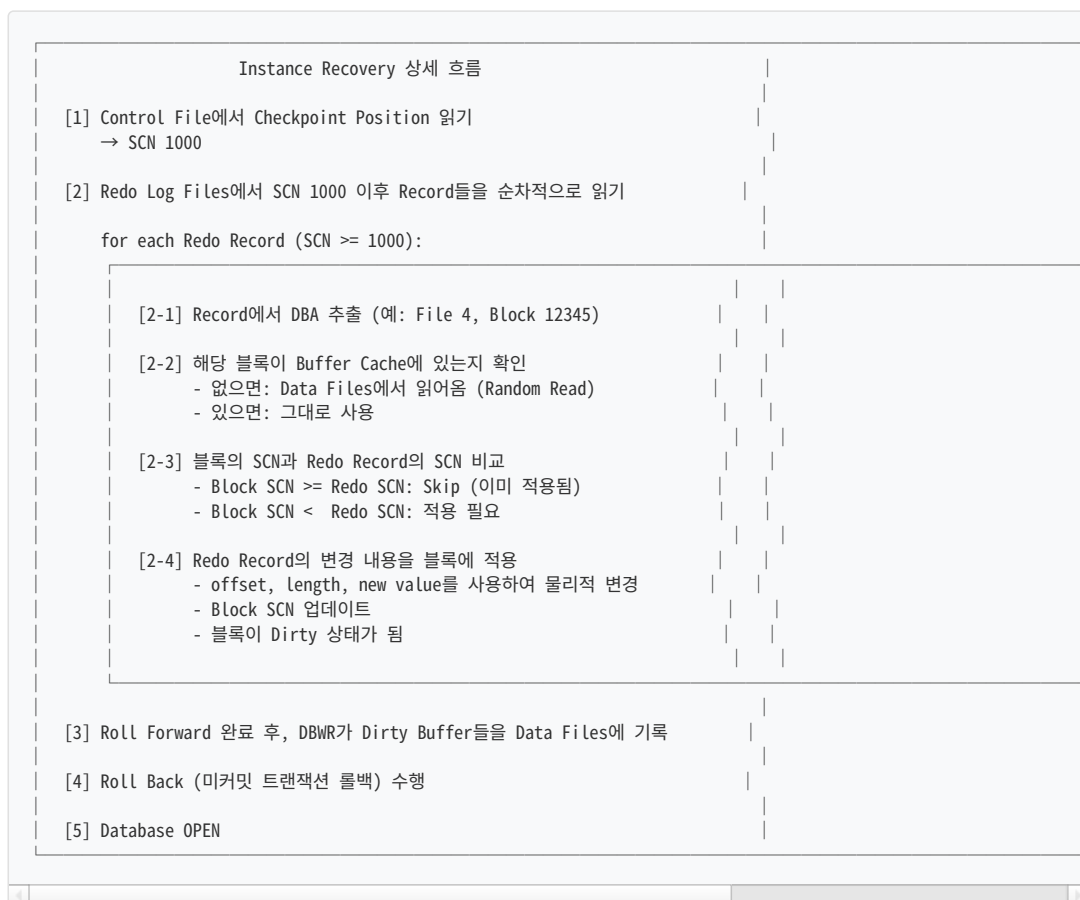 Instance Recovery 상세 흐름
[1] Control File에서 Checkpoint Position 읽기
→ SCN 1000
[2] Redo Log Files에서 SCN 1000 이후 Record들을 순차적으로 읽기
for each Redo Record (SCN >= 1000):
[2-1] Record에서 DBA 추출 (예: File 4, Block 12345)
[2-2] 해당 블록이 Buffer Cache에 있는지 확인
- 없으면: Data Files에서 읽어옴 (Random Read)
- 있으면: 그대로 사용
[2-3] 블록의 SCN과 Redo Record의 SCN 비교
- Block SCN >= Redo SCN: Skip (이미 적용됨)
- Block SCN <  Redo SCN: 적용 필요
[2-4] Redo Record의 변경 내용을 블록에 적용
- offset, length, new value를 사용하여 물리적 변경
- Block SCN 업데이트
- 블록이 Dirty 상태가 됨
[3] Roll Forward 완료 후, DBWR가 Dirty Buffer들을 Data Files에 기록
[4] Roll Back (미커밋 트랜잭션 롤백) 수행
[5] Database OPEN